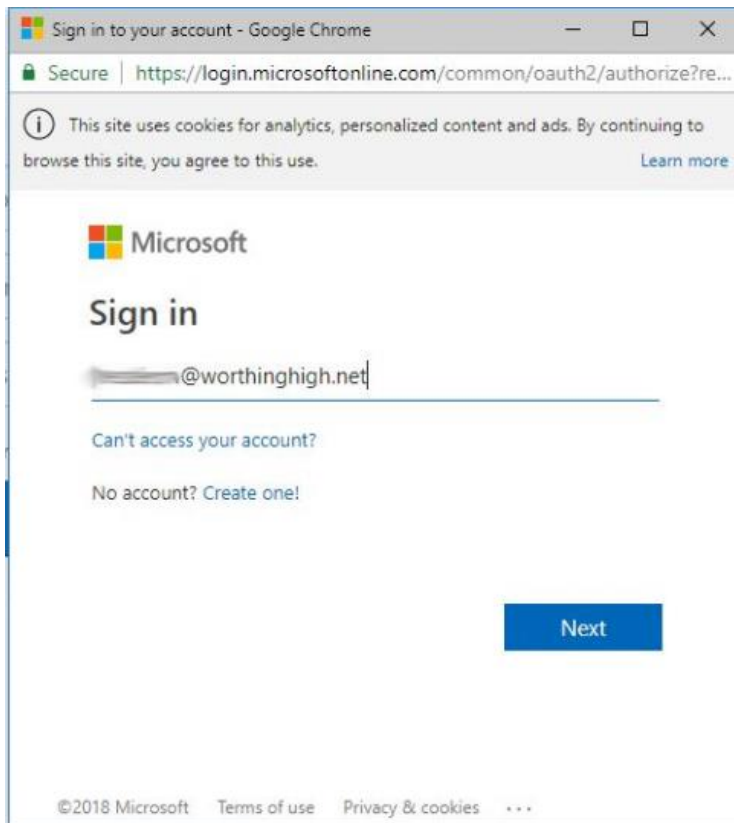 Sign in to your account - Google Chrome
Secure | https://login.microsoftonline.com/common/oauth2/authorize?re...
This site uses cookies for analytics, personalized content and ads. By continuing to
browse this site, you agree to this use. Learn more
Microsoft
Sign in
@worthinghigh.net
Can't access your account?
No account? Create one!
Next
©2018 Microsoft Terms of use Privacy & cookies ...